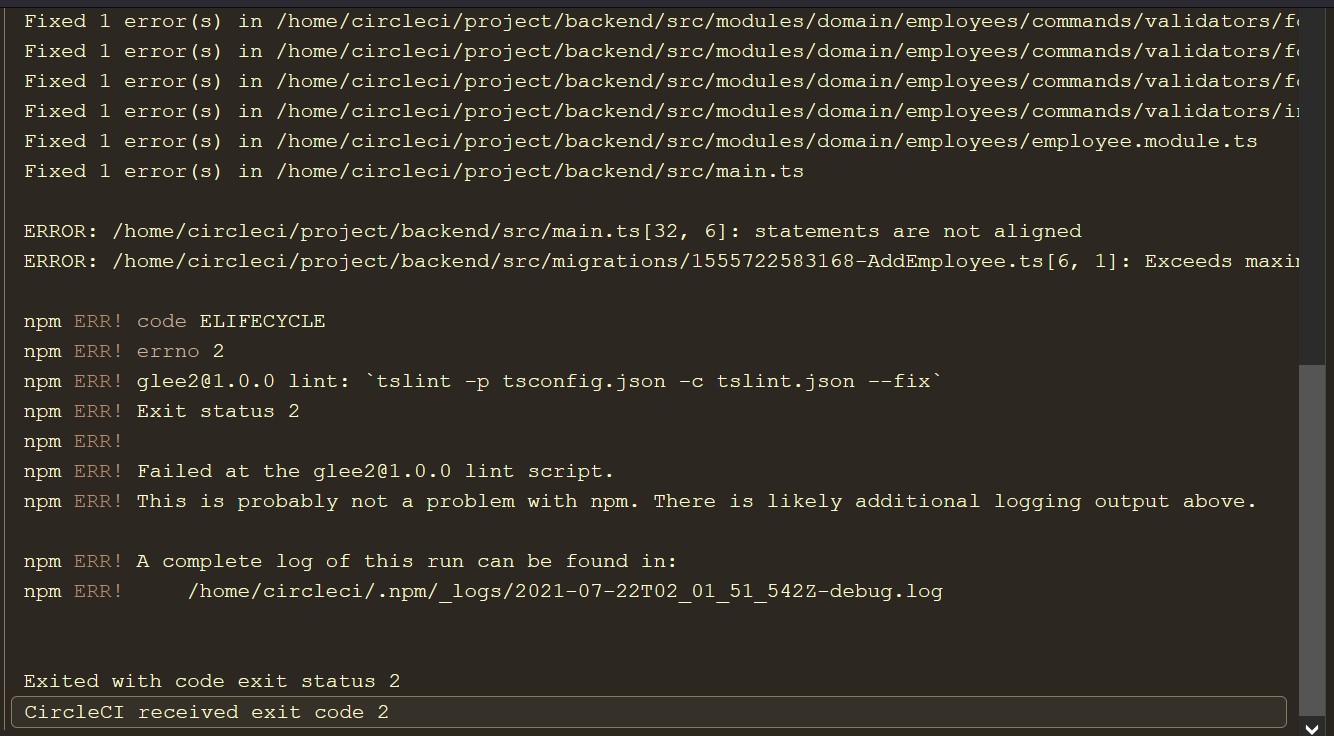 Fixed 1 error(s) in /home/circleci/project/backend/src/modules/domain/employees/commands/validators/fo
Fixed 1 error(s) in /home/circleci/project/backend/src/modules/domain/employees/commands/validators/fo
Fixed 1 error(s) in /home/circleci/project/backend/src/modules/domain/employees/commands/validators/fo
Fixed 1 error(s) in /home/circleci/project/backend/src/modules/domain/employees/commands/validators/in
Fixed 1 error(s) in /home/circleci/project/backend/src/modules/domain/employees/employee.module.ts
Fixed 1 error(s) in /home/circleci/project/backend/src/main.ts
ERROR: /home/circleci/project/backend/src/main.ts[32, 6]: statements are not aligned
ERROR: /home/circleci/project/backend/src/migrations/1555722583168-AddEmployee.ts[6, 1]: Exceeds maxim
npm ERR! code ELIFECYCLE
npm ERR! errno 2
npm ERR! glee2@1.0.0 lint: `tslint -p tsconfig.json -c tslint.json --fix`
npm ERR! Exit status 2
npm ERR!
npm ERR! Failed at the glee2@1.0.0 lint script.
npm ERR! This is probably not a problem with npm. There is likely additional logging output above.
npm ERR! A complete log of this run can be found in:
npm ERR!     /home/circleci/.npm/_logs/2021-07-22T02_01_51_542Z-debug.log
Exited with code exit status 2
CircleCI received exit code 2